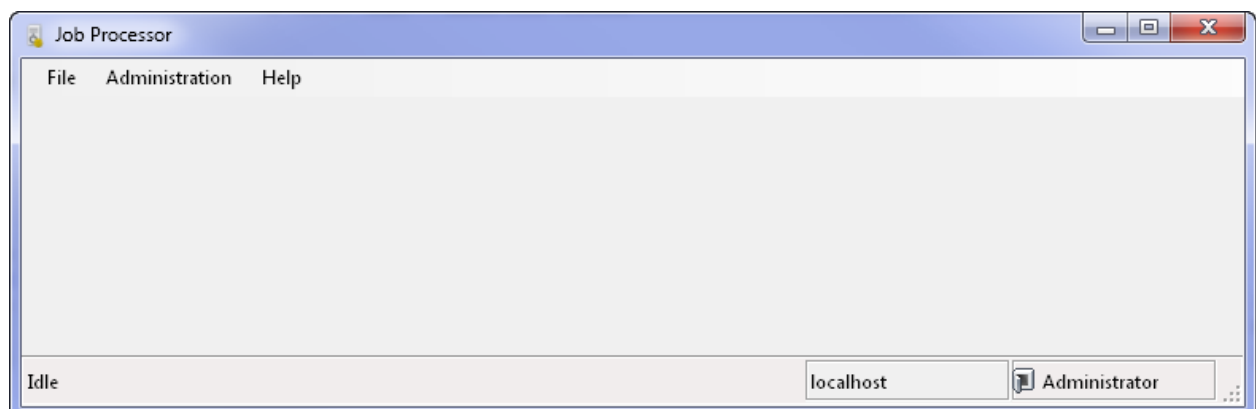 Job Processor
File Administration Help
Idle localhost Administrator